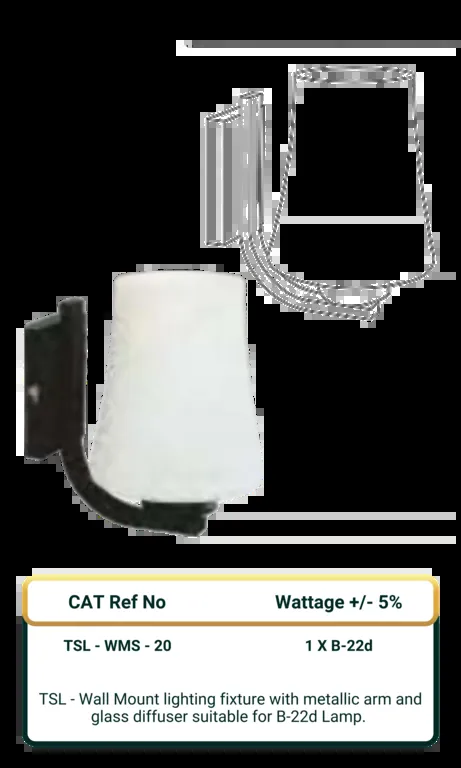 CAT Ref No Wattage +/- 5%
TSL - WMS - 20 1 X B-22d
TSL - Wall Mount lighting fixture with metallic arm and
glass diffuser suitable for B-22d Lamp.